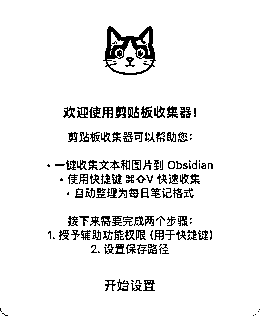 欢迎使用剪贴板收集器！
剪贴板收集器可以帮助您：
• 一键收集文本和图片到 Obsidian
• 使用快捷键 ⌘⇧V 快速收集
• 自动整理为每日笔记格式
接下来需要完成两个步骤：
1. 授予辅助功能权限 (用于快捷键)
2. 设置保存路径
开始设置